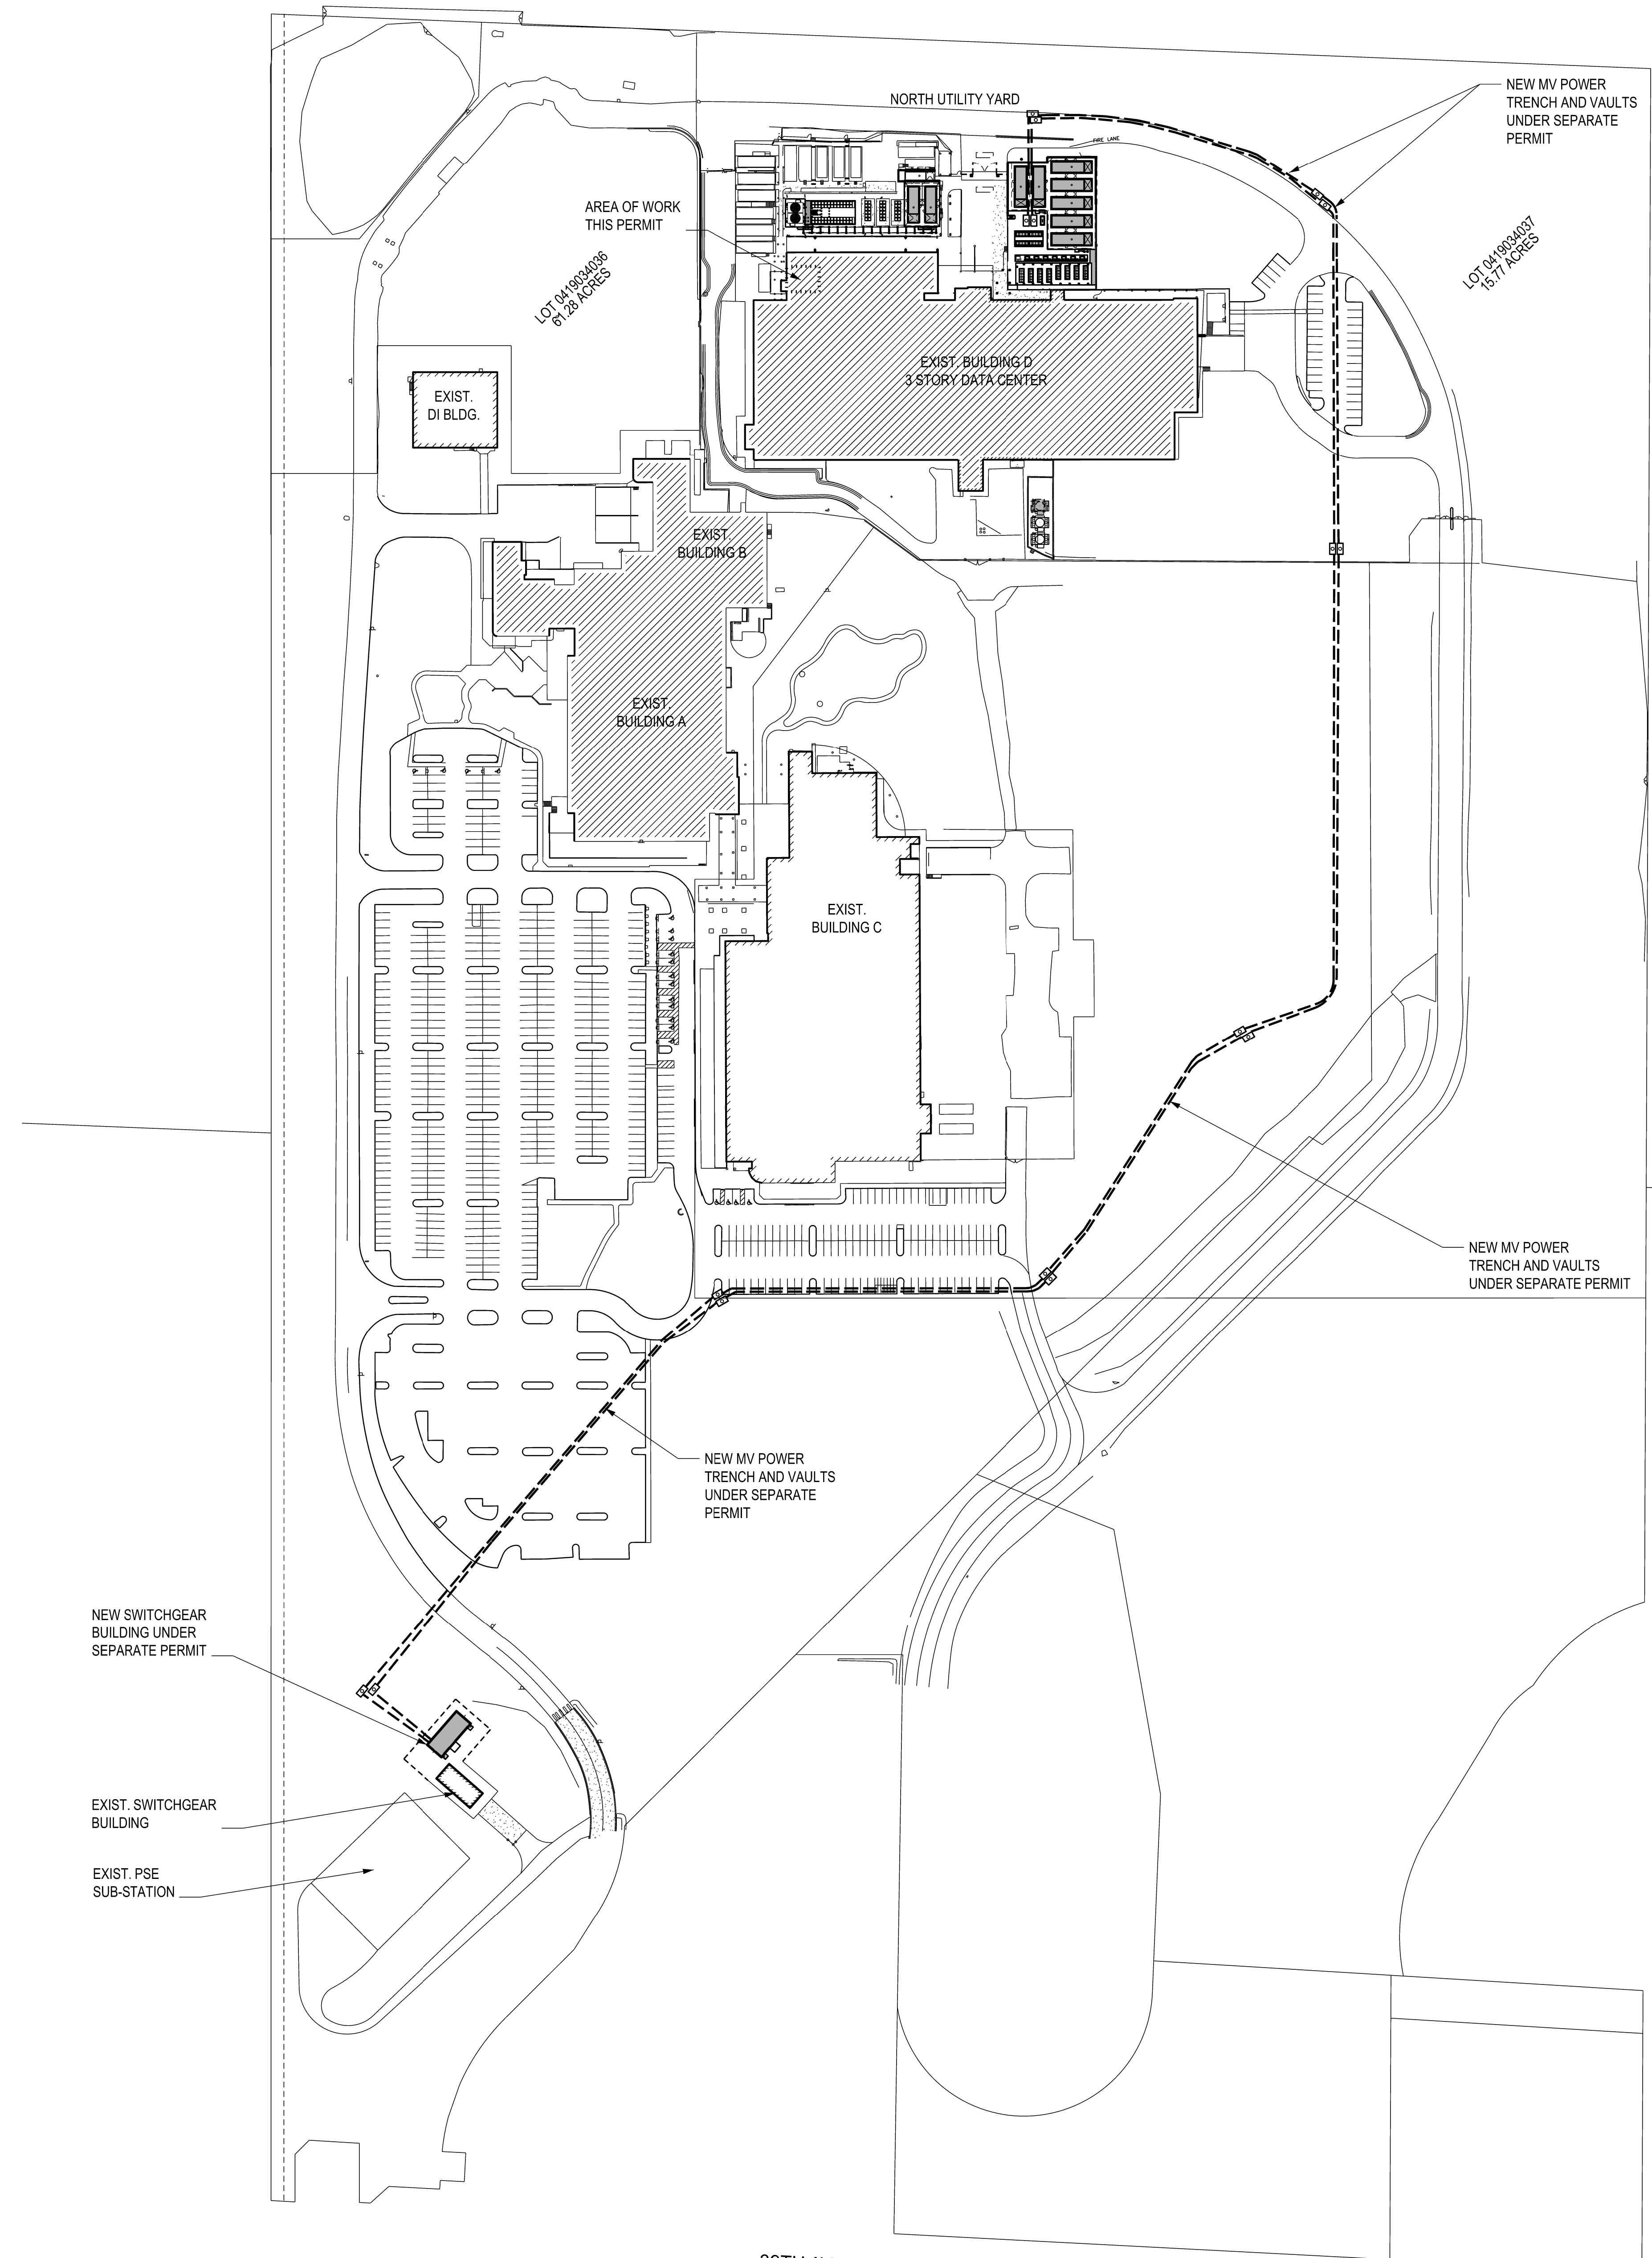 NEW MV POWER
TRENCH AND VAULTS
UNDER SEPARATE
PERMIT
NORTH UTILITY YARD
FIRE LANE
AREA OF WORK
THIS PERMIT
LOT 0419034036
61.28 ACRES
LOT 0419034037
15.77 ACRES
EXIST. BUILDING D
3 STORY DATA CENTER
EXIST.
DI BLDG.
EXIST.
BUILDING B
EXIST.
BUILDING A
EXIST.
BUILDING C
NEW MV POWER
TRENCH AND VAULTS
UNDER SEPARATE PERMIT
NEW MV POWER
TRENCH AND VAULTS
UNDER SEPARATE
PERMIT
NEW SWITCHGEAR
BUILDING UNDER
SEPARATE PERMIT
EXIST. SWITCHGEAR
BUILDING
EXIST. PSE
SUB-STATION